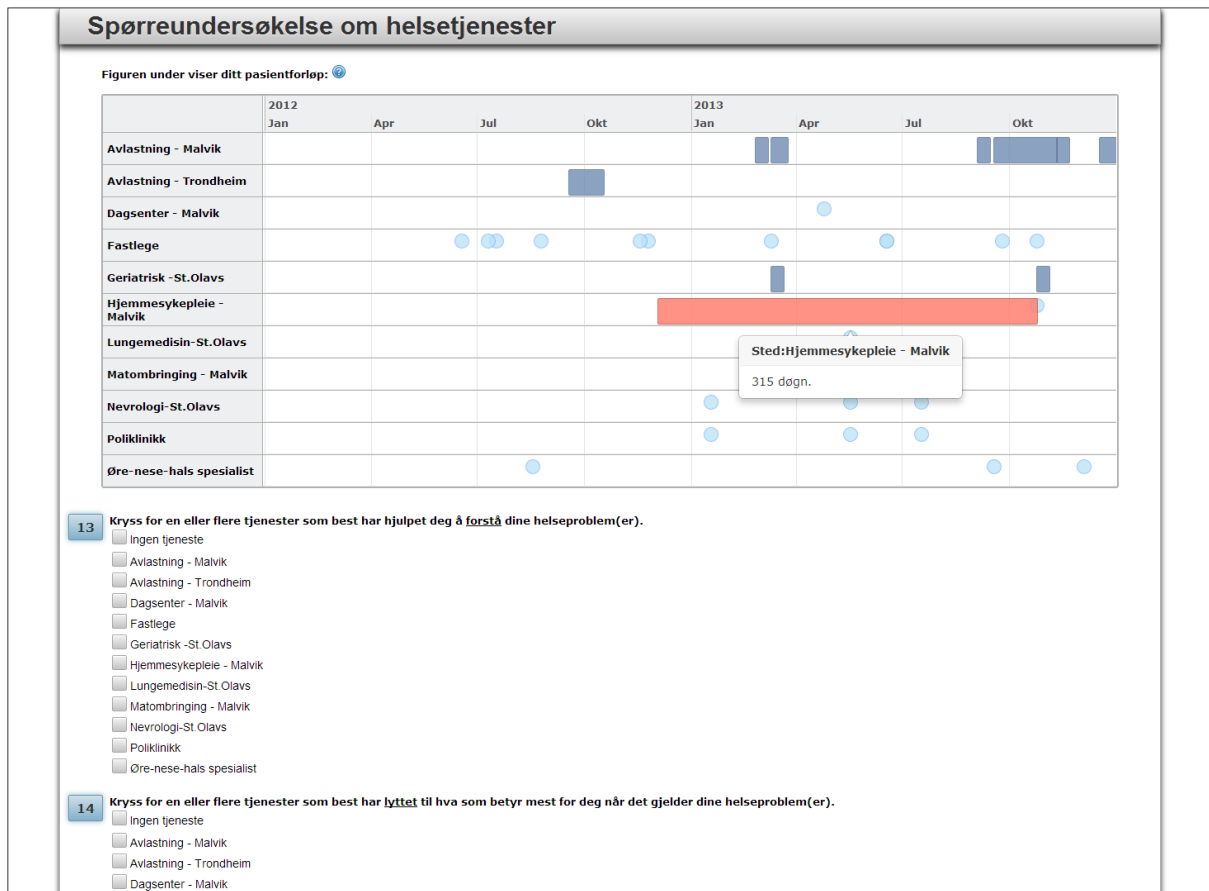 Spørreundersøkelse om helsetjenester
Figuren under viser ditt pasientforløp:
2012 2013
Jan Apr Jul Okt Jan Apr Jul Okt
Avlastning - Malvik
Avlastning - Trondheim
Dagsenter - Malvik
Fastlege
Geriatrisk -St.Olavs
Hjemmesykepleie -
Malvik
Lungemedisin-St.Olavs
Sted:Hjemmesykepleie - Malvik
Matombringing - Malvik
315 døgn.
Nevrologi-St.Olavs
Poliklinikk
Øre-nese-hals spesialist
13 Kryss for en eller flere tjenester som best har hjulpet deg å forstå dine helseproblem(er).
Ingen tjeneste
Avlastning - Malvik
Avlastning - Trondheim
Dagsenter - Malvik
Fastlege
Geriatrisk -St.Olavs
Hjemmesykepleie - Malvik
Lungemedisin-St.Olavs
Matombringing - Malvik
Nevrologi-St.Olavs
Poliklinikk
Øre-nese-hals spesialist
14 Kryss for en eller flere tjenester som best har lyttet til hva som betyr mest for deg når det gjelder dine helseproblem(er).
Ingen tjeneste
Avlastning - Malvik
Avlastning - Trondheim
Dagsenter - Malvik